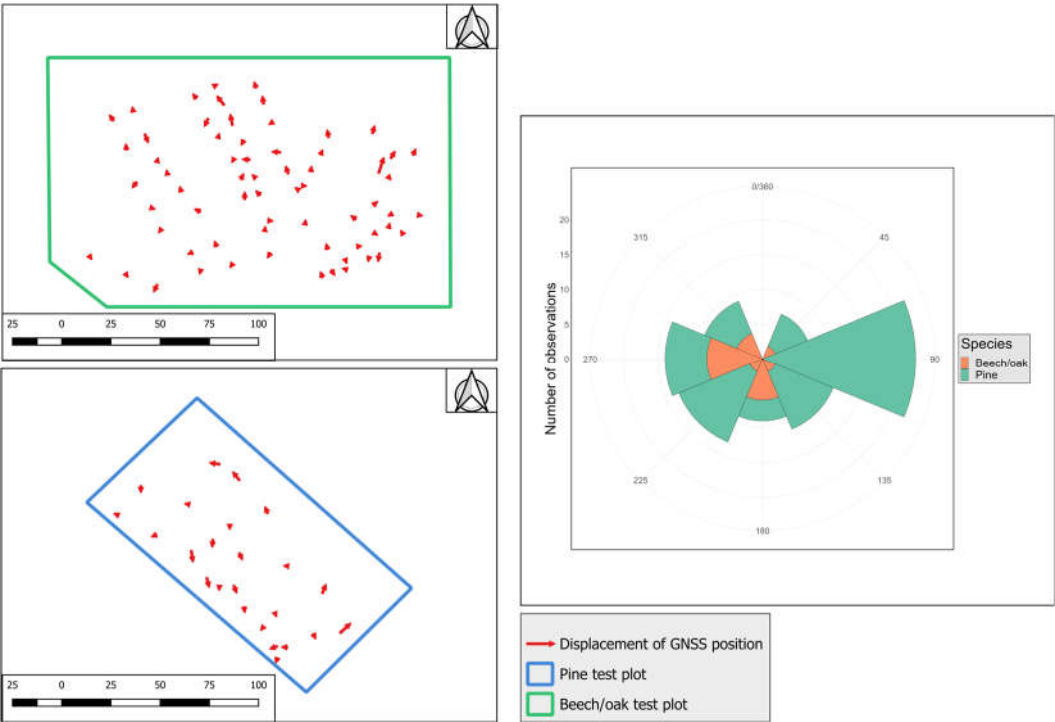 25 0 25 50 75 100
25 0 25 50 75 100
0/360
45
90
135
180
225
270
315
20
15
10
5
0
Number of observations
Species
Beech/oak
Pine
Displacement of GNSS position
Pine test plot
Beech/oak test plot